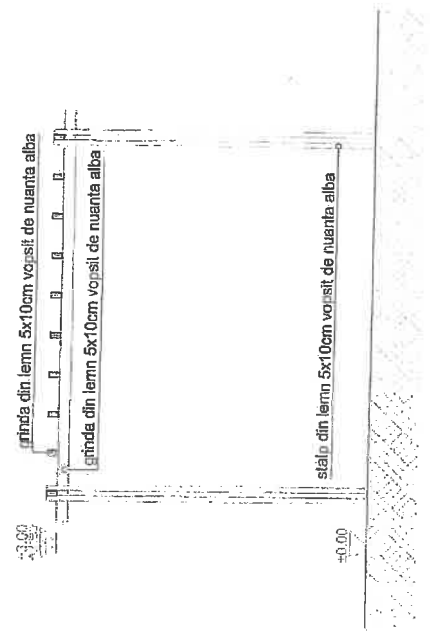 grinda din lemn 5x10cm vopsit de nuanta alba
grinda din lemn 5x10cm vopsit de nuanta alba
stalp din lemn 5x10cm vopsit de nuanta alba
±0.00